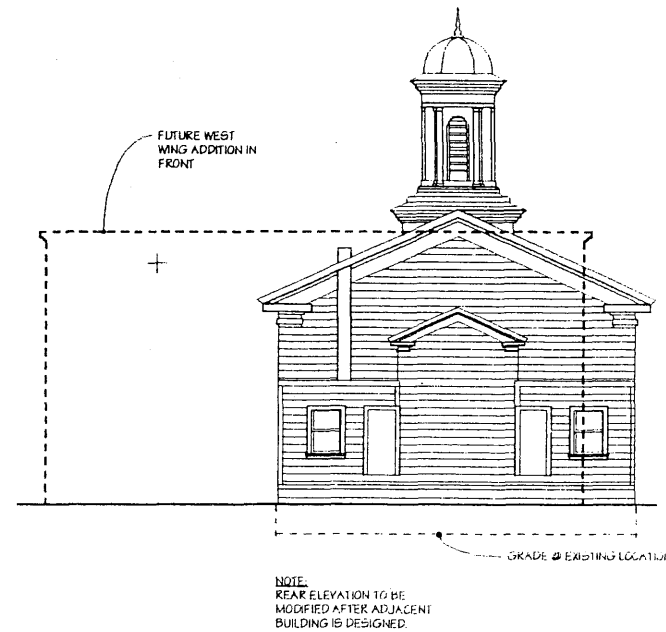 FUTURE WEST
WING ADDITION IN
FRONT
GRADE @ EXISTING LOCATION
NOTE:
REAR ELEVATION TO BE
MODIFIED AFTER ADJACENT
BUILDING IS DESIGNED.